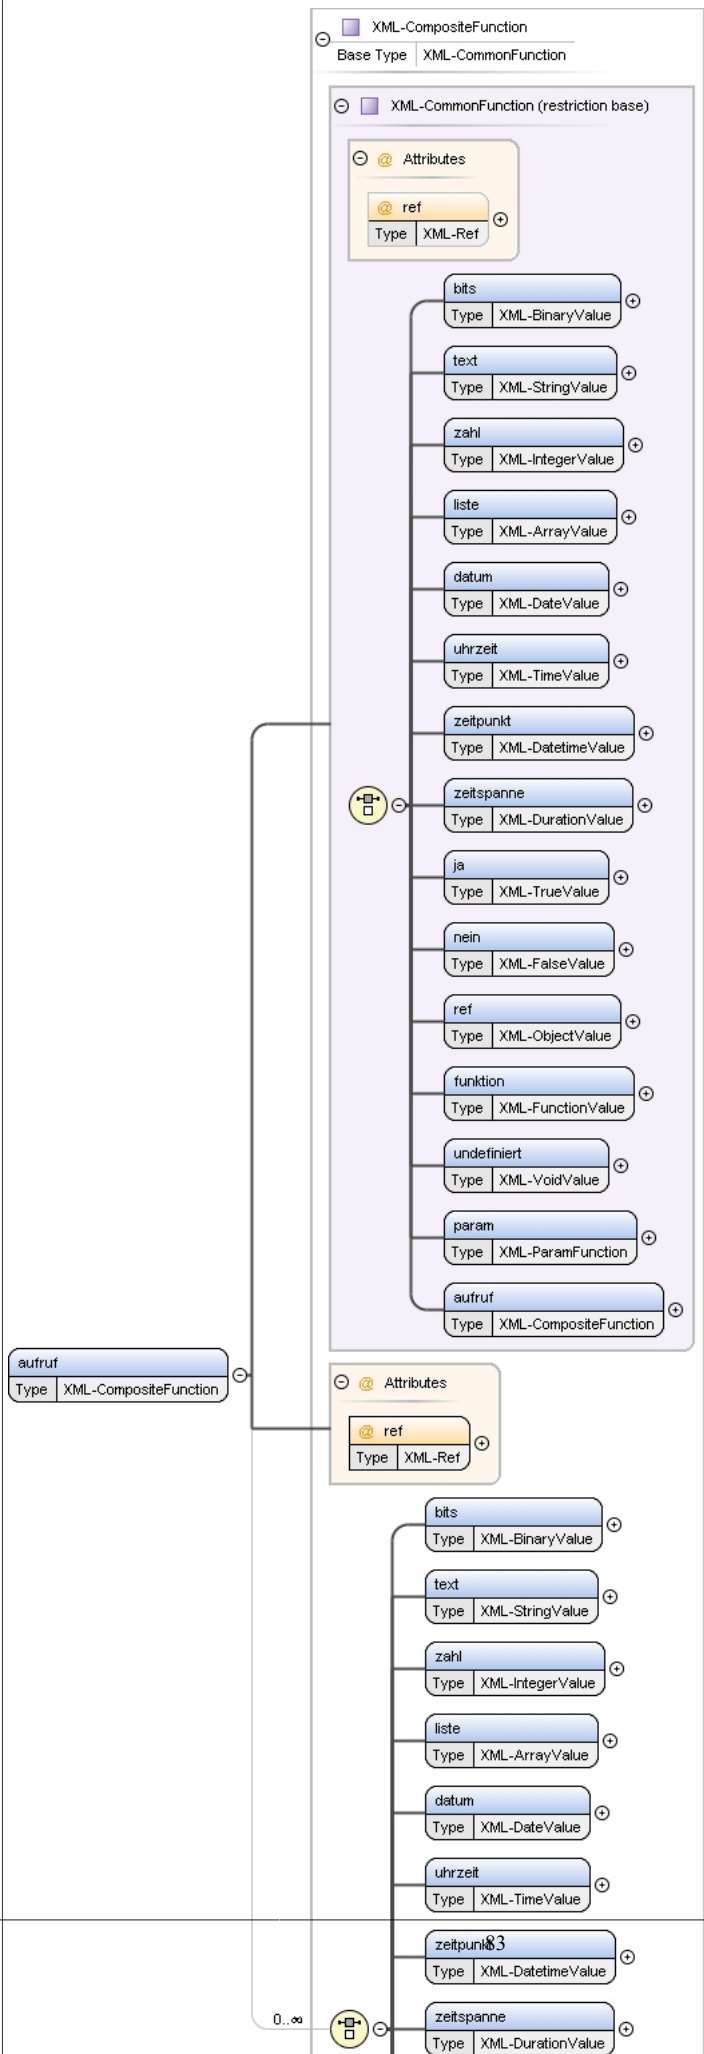 XML-CompositeFunction
Base Type XML-CommonFunction
XML-CommonFunction (restriction base)
@ Attributes
@ ref
Type XML-Ref
bits
Type XML-BinaryValue
text
Type XML-StringValue
zahl
Type XML-IntegerValue
liste
Type XML-ArrayValue
datum
Type XML-DateValue
uhrzeit
Type XML-TimeValue
zeitpunkt
Type XML-DatetimeValue
zeitspanne
Type XML-DurationValue
ja
Type XML-TrueValue
nein
Type XML-FalseValue
ref
Type XML-ObjectValue
funktion
Type XML-FunctionValue
undefiniert
Type XML-VoidValue
param
Type XML-ParamFunction
aufruf
Type XML-CompositeFunction
aufruf
Type XML-CompositeFunction
@ Attributes
@ ref
Type XML-Ref
bits
Type XML-BinaryValue
text
Type XML-StringValue
zahl
Type XML-IntegerValue
liste
Type XML-ArrayValue
datum
Type XML-DateValue
uhrzeit
Type XML-TimeValue
zeitpunkt
83
Type XML-DatetimeValue
0..∞
zeitspanne
Type XML-DurationValue